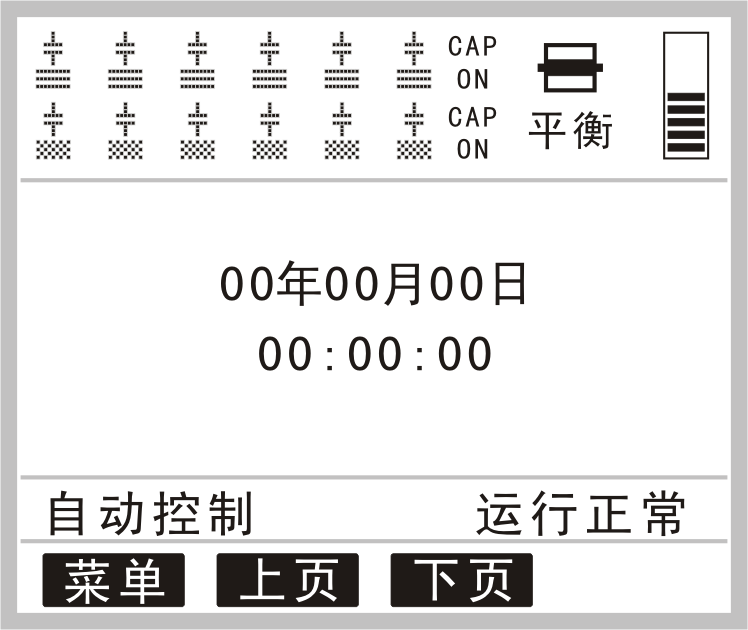 CAP
ON
CAP
ON
平衡
00年00月00日
00:00:00
自动控制
运行正常
菜单 上页 下页